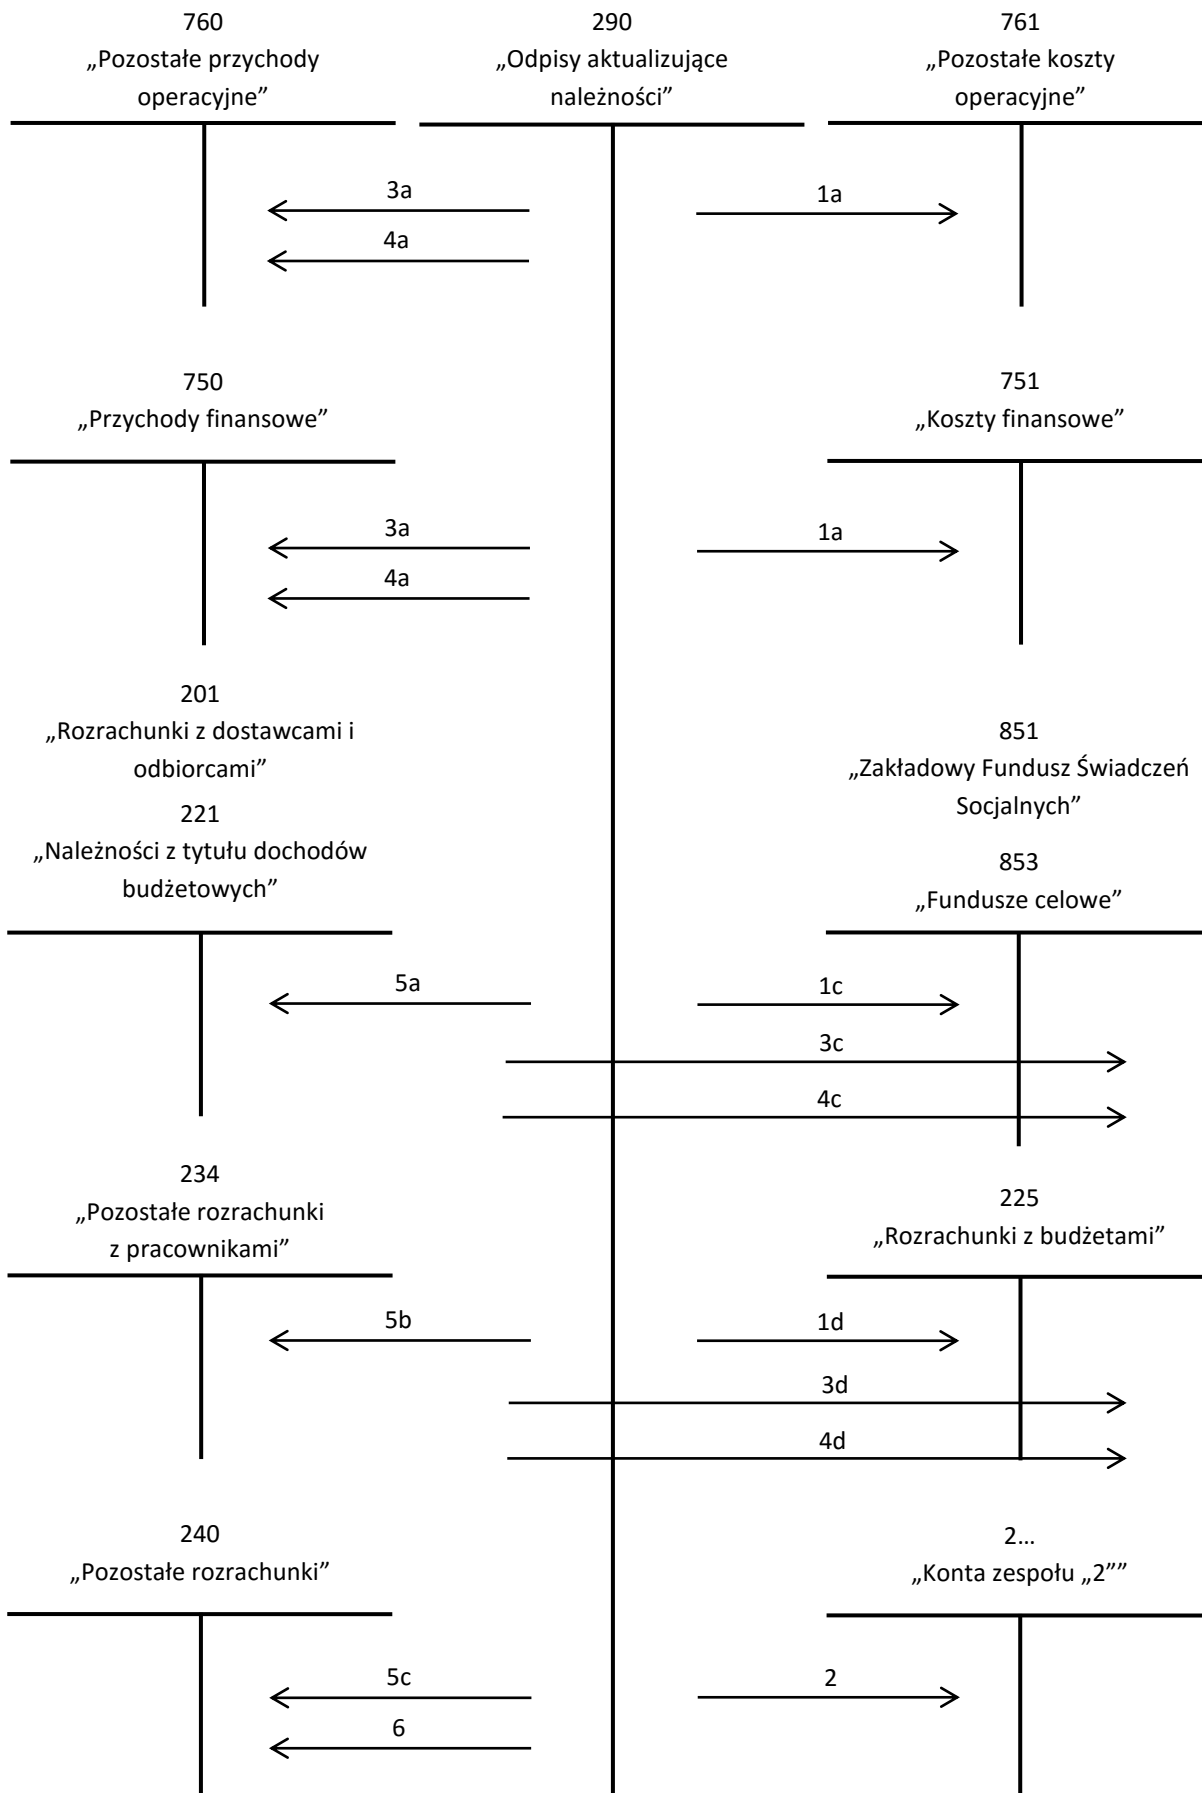 760
„Pozostałe przychody
operacyjne”
290
„Odpisy aktualizujące
należności”
761
„Pozostałe koszty
operacyjne”
3a
4a
1a
750
„Przychody finansowe”
751
„Koszty finansowe”
3a
4a
1a
201
„Rozrachunki z dostawcami i
odbiorcami”
221
„Należności z tytułu dochodów
budżetowych”
851
„Zakładowy Fundusz Świadczeń
Socjalnych”
853
„Fundusze celowe”
5a
1c
3c
4c
234
„Pozostałe rozrachunki
z pracownikami”
225
„Rozrachunki z budżetami”
5b
1d
3d
4d
240
„Pozostałe rozrachunki”
2…
„Konta zespołu „2””
5c
6
2